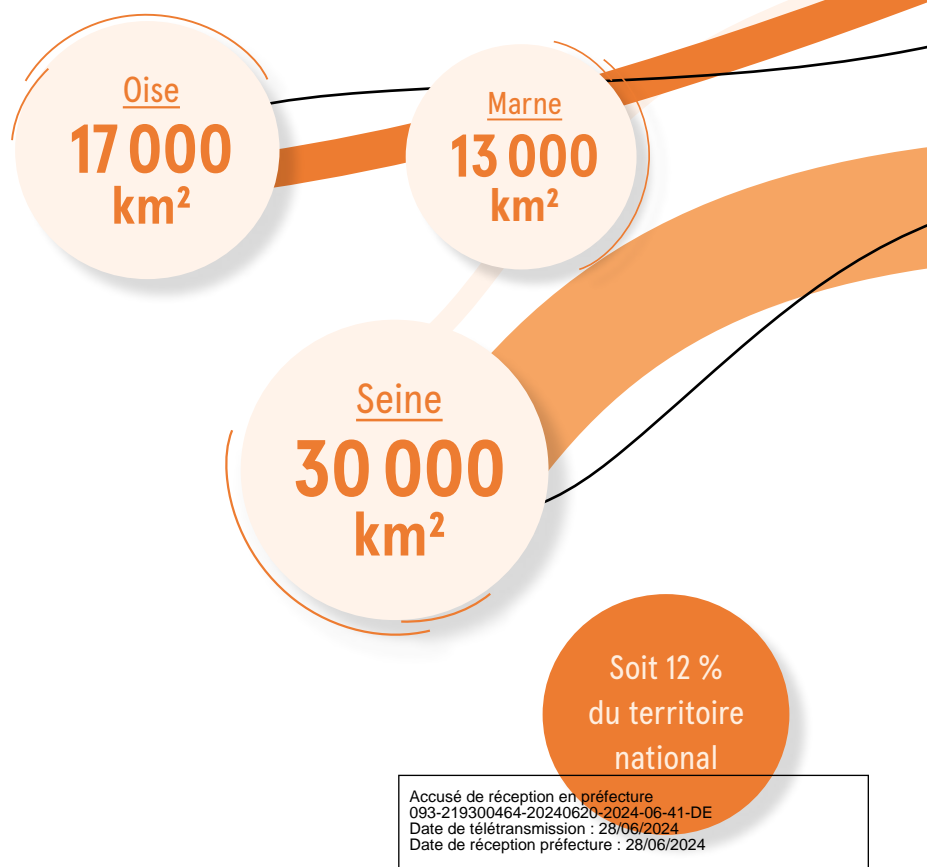 Oise
17 000
km²
Marne
13 000
km²
Seine
30 000
km²
Soit 12 %
du territoire
national
Accusé de réception en préfecture
093-219300464-20240620-2024-06-41-DE
Date de télétransmission : 28/06/2024
Date de réception préfecture : 28/06/2024